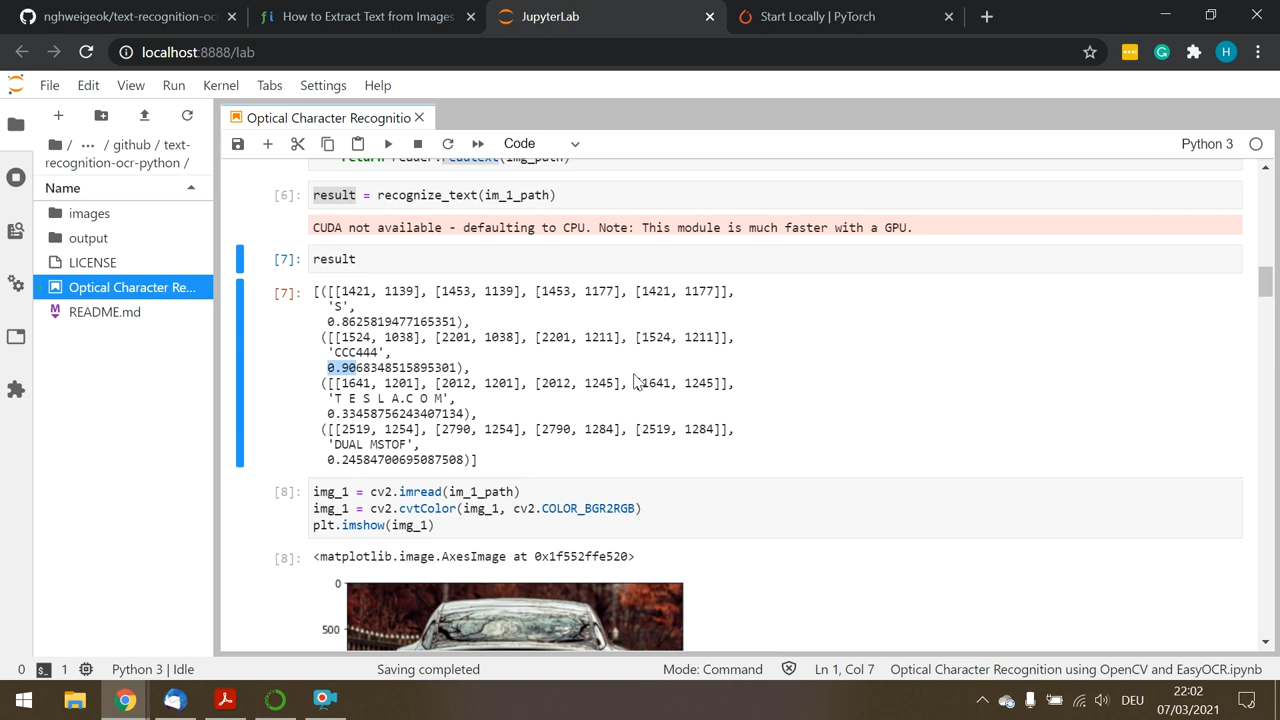 nghweigeok/text-recognition-oc
How to Extract Text from Images
JupyterLab
Start Locally | PyTorch
localhost:8888/lab
H
File Edit View Run Kernel Tabs Settings Help
Optical Character Recognitio
/ ··· / github / text-
recognition-ocr-python /
Code
Python 3
Name
images
output
LICENSE
Optical Character Re...
README.md
return reader.readtext(img_path)
[6]: result = recognize_text(im_1_path)
CUDA not available - defaulting to CPU. Note: This module is much faster with a GPU.
[7]: result
[7]: [([[1421, 1139], [1453, 1139], [1453, 1177], [1421, 1177]],
'S',
0.8625819477165351),
([[1524, 1038], [2201, 1038], [2201, 1211], [1524, 1211]],
'CCC444',
0.9068348515895301),
([[1641, 1201], [2012, 1201], [2012, 1245], [1641, 1245]],
'T E S L A.C O M',
0.33458756243407134),
([[2519, 1254], [2790, 1254], [2790, 1284], [2519, 1284]],
'DUAL MSTOF',
0.24584700695087508)]
[8]: img_1 = cv2.imread(im_1_path)
img_1 = cv2.cvtColor(img_1, cv2.COLOR_BGR2RGB)
plt.imshow(img_1)
[8]: <matplotlib.image.AxesImage at 0x1f552ffe520>
0
500
0 1 Python 3 | Idle Saving completed Mode: Command Ln 1, Col 7 Optical Character Recognition using OpenCV and EasyOCR.ipynb
DEU
22:02
07/03/2021